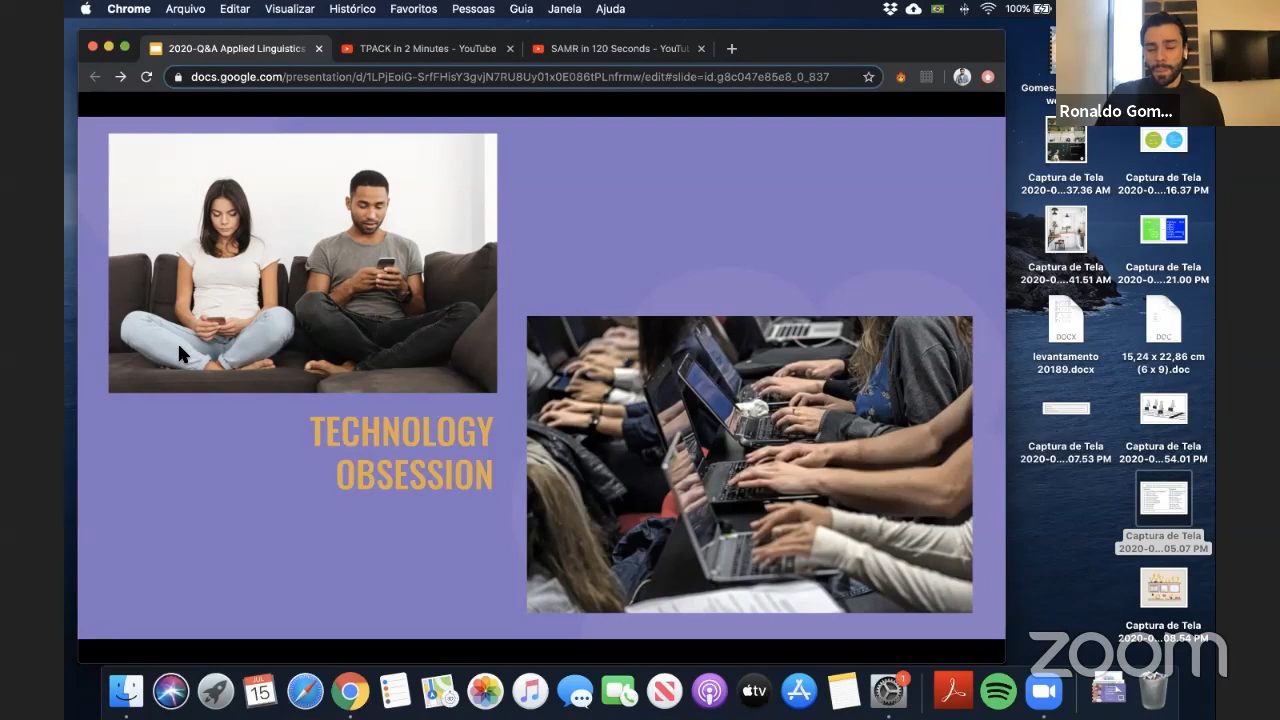 Chrome Arquivo Editar Visualizar Histórico Favoritos Pessoas Guia Janela Ajuda 100%
2020-Q&A Applied Linguistics
TPACK in 2 Minutes - YouTube
SAMR in 120 Seconds - YouTu
docs.google.com/presentation/d/1LPjEoiG-SrfFHisY3gvjN7RU8Uy01x0E086tPLnfrmw/edit#slide=id.g8c047e85e8_0_837
Ronaldo Gom...
TECHNOLOGY
OBSESSION
Captura de Tela
2020-0....37.36 AM
Captura de Tela
2020-0....16.37 PM
Captura de Tela
2020-0....41.51 AM
Captura de Tela
2020-0....21.00 PM
DOCX
levantamento
20189.docx
DOC
15,24 x 22,86 cm
(6 x 9).doc
Captura de Tela
2020-0....07.53 PM
Captura de Tela
2020-0...54.01 PM
Captura de Tela
2020-0...05.07 PM
Captura de Tela
2020-0...08.54 PM
zoom
JUL
15
tv
1